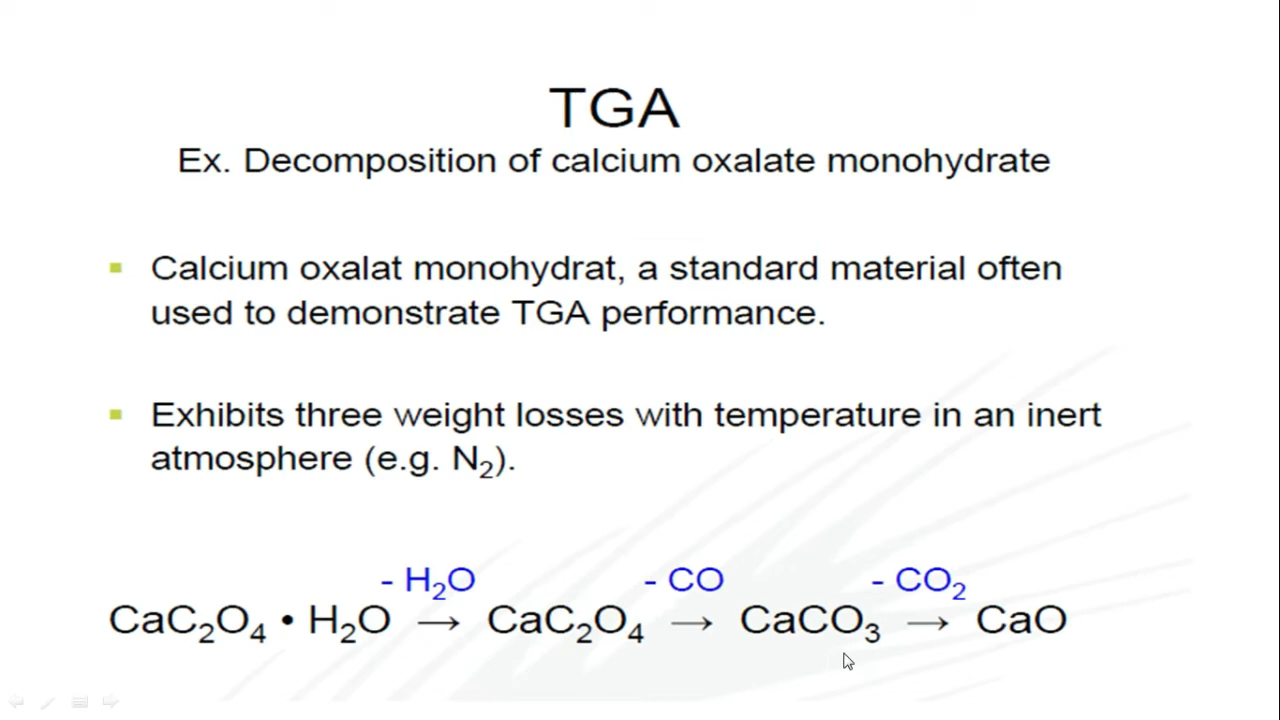 TGA
Ex. Decomposition of calcium oxalate monohydrate
Calcium oxalat monohydrat, a standard material often
used to demonstrate TGA performance.
Exhibits three weight losses with temperature in an inert
atmosphere (e.g. N₂).
- H₂O - CO - CO₂
CaC₂O₄ • H₂O → CaC₂O₄ → CaCO₃ → CaO